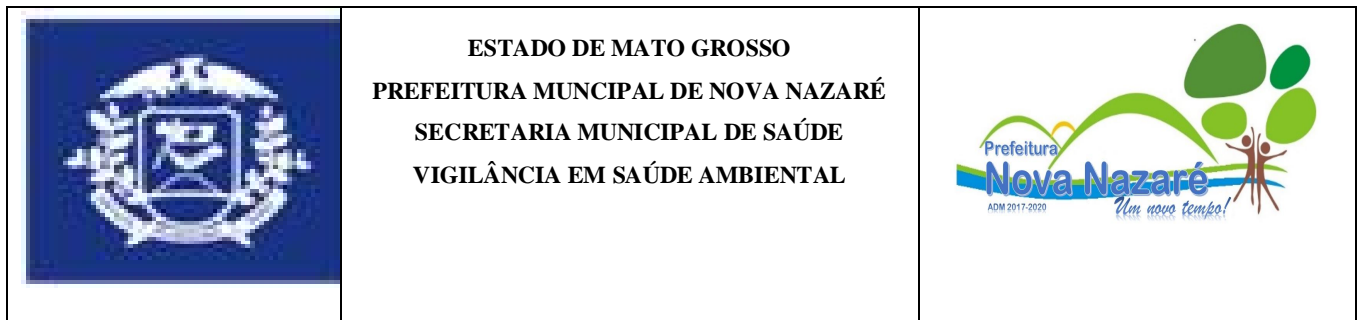 ESTADO DE MATO GROSSO
PREFEITURA MUNCIPAL DE NOVA NAZARÉ
SECRETARIA MUNICIPAL DE SAÚDE
VIGILÂNCIA EM SAÚDE AMBIENTAL
Prefeitura
Nova Nazaré
ADM 2017-2020
Um novo tempo!